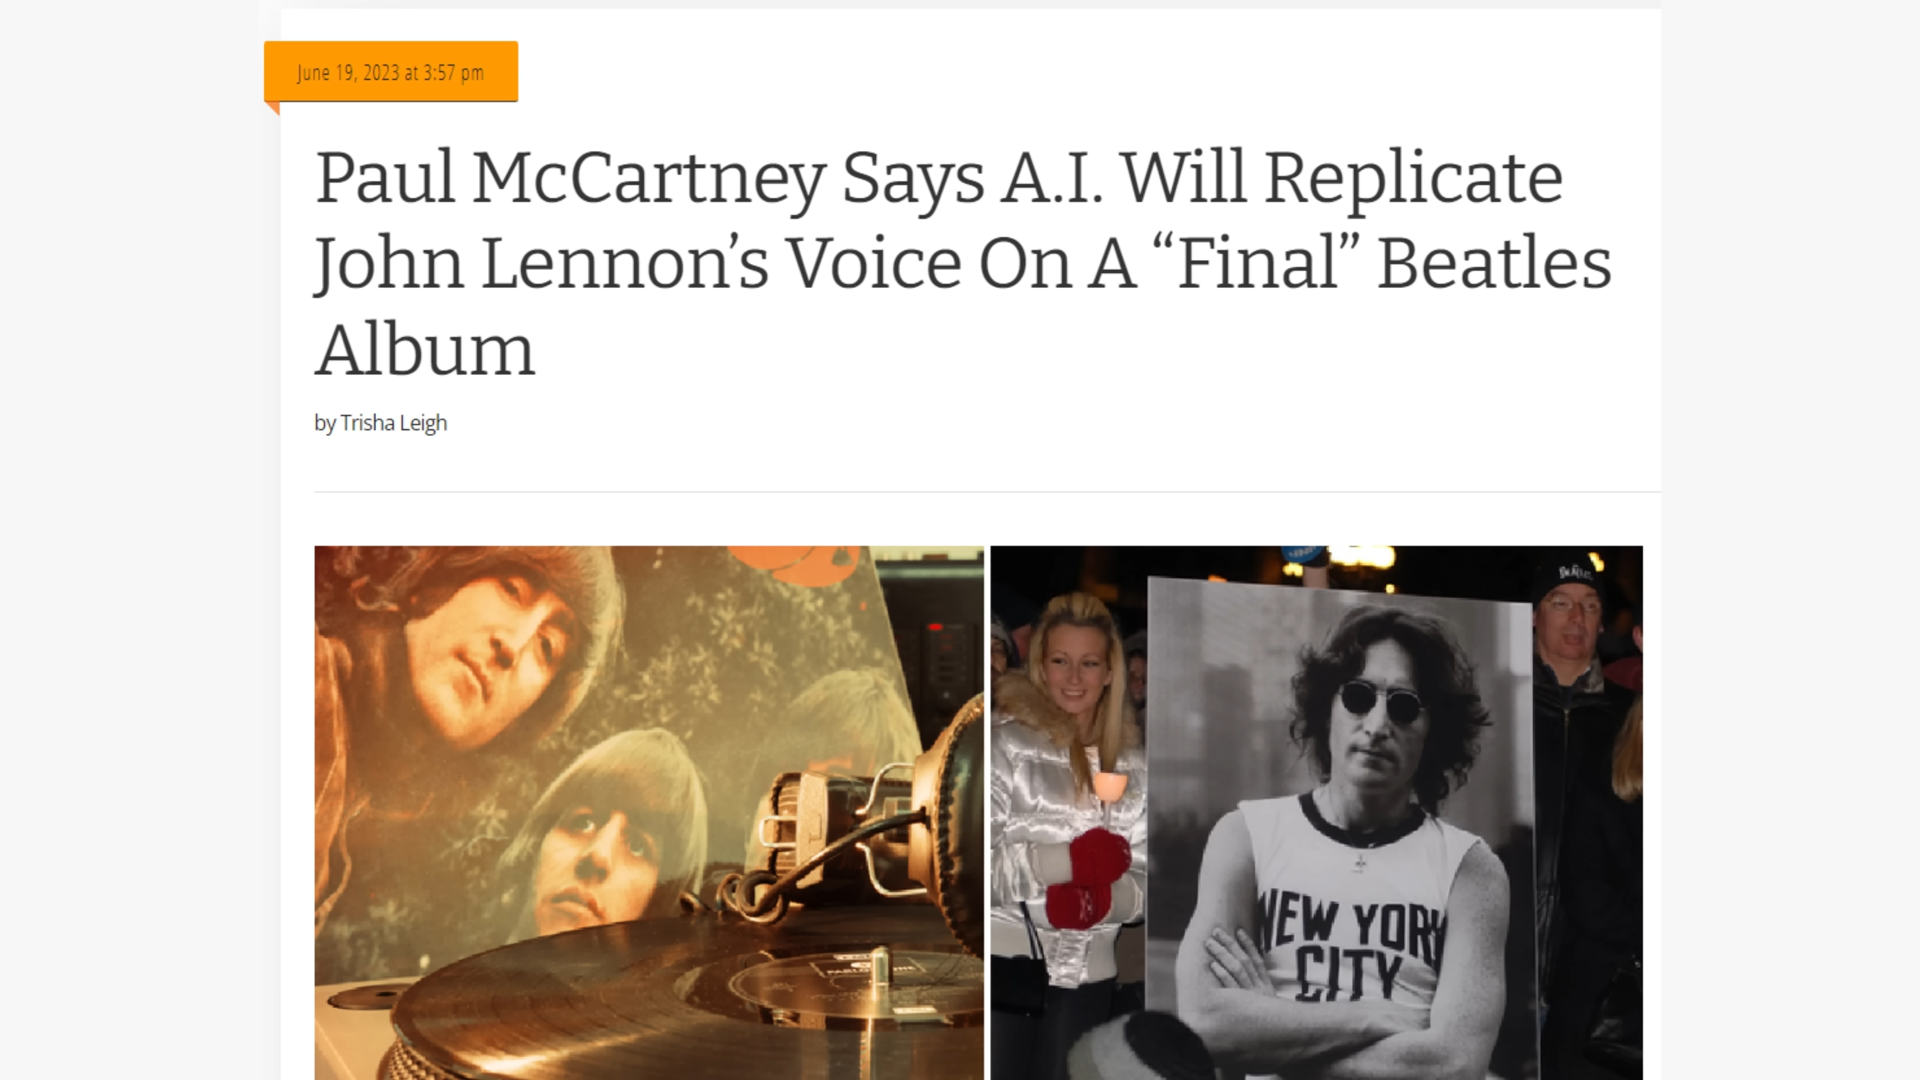 June 19, 2023 at 3:57 pm
Paul McCartney Says A.I. Will Replicate
John Lennon’s Voice On A “Final” Beatles
Album
by Trisha Leigh
NEW YORK
CITY